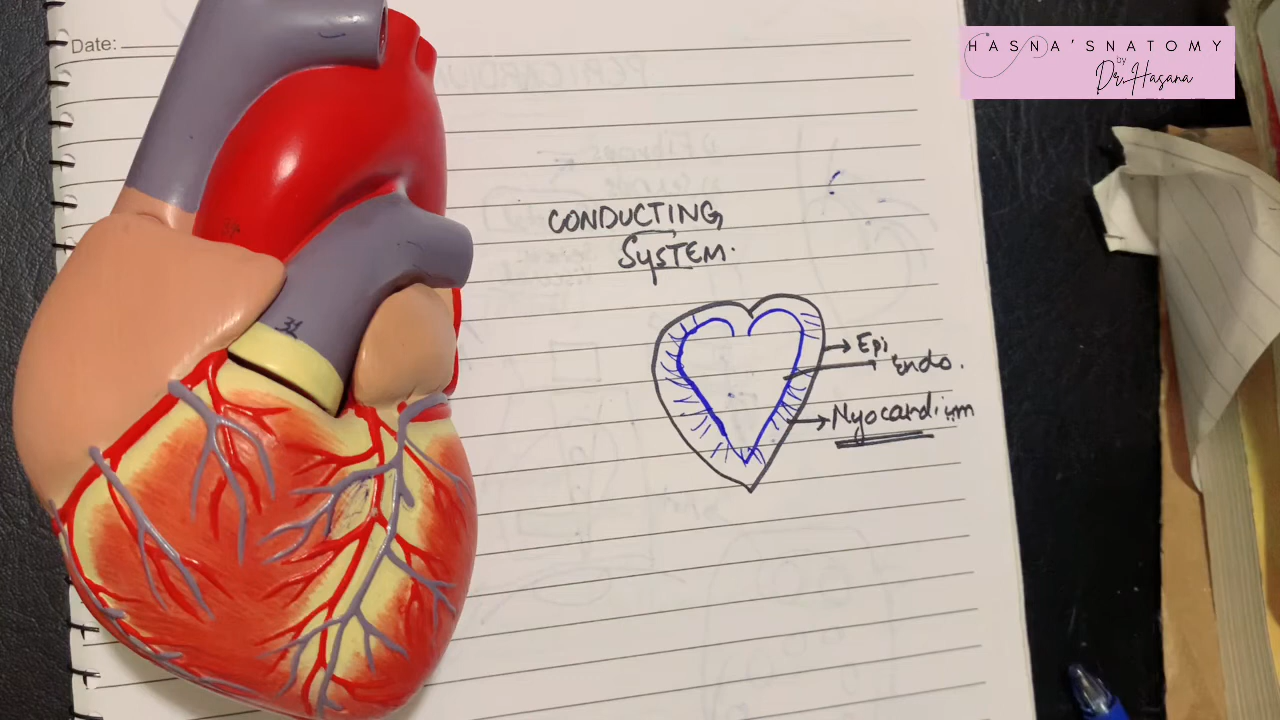 Date:
HASNA'SNATOMY
by
Dr.Hasana
CONDUCTING
SYSTEM.
31
Epi
Endo.
Myocardium